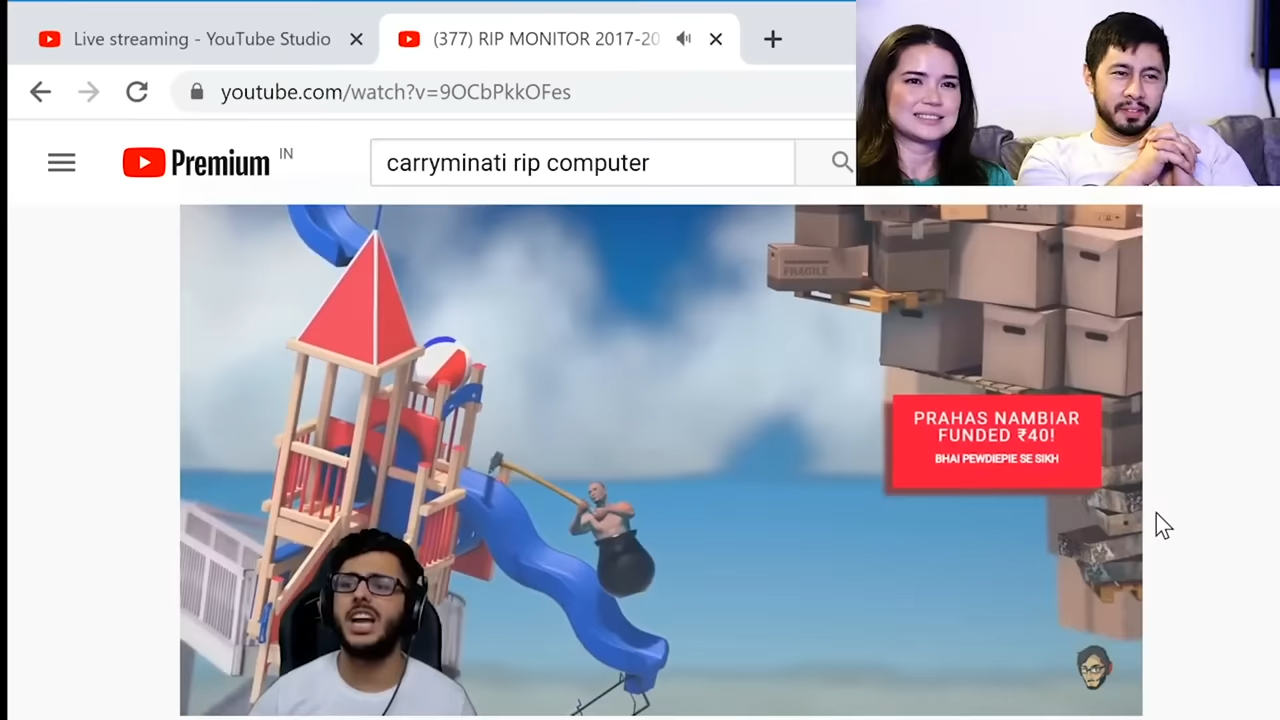 Live streaming - YouTube Studio
(377) RIP MONITOR 2017-20
youtube.com/watch?v=9OCbPkkOFes
Premium IN
carryminati rip computer
FRAGILE
PRAHAS NAMBIAR
FUNDED ₹40!
BHAI PEWDIEPIE SE SIKH